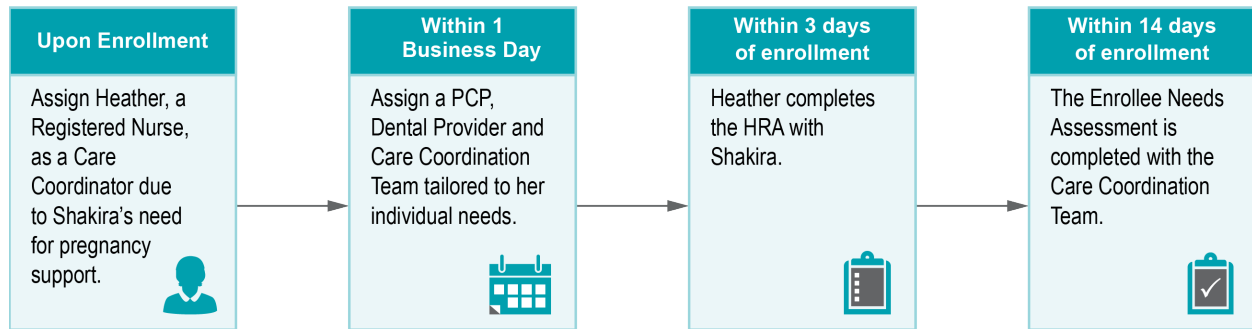 Upon Enrollment
Assign Heather, a
Registered Nurse,
as a Care
Coordinator due
to Shakira’s need
for pregnancy
support.
Within 1
Business Day
Assign a PCP,
Dental Provider and
Care Coordination
Team tailored to her
individual needs.
Within 3 days
of enrollment
Heather completes
the HRA with
Shakira.
Within 14 days
of enrollment
The Enrollee Needs
Assessment is
completed with the
Care Coordination
Team.